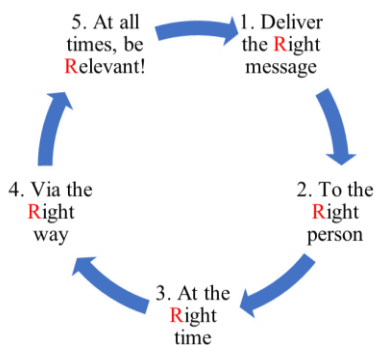 1. Deliver
the Right
message
2. To the
Right
person
3. At the
Right
time
4. Via the
Right
way
5. At all
times, be
Relevant!